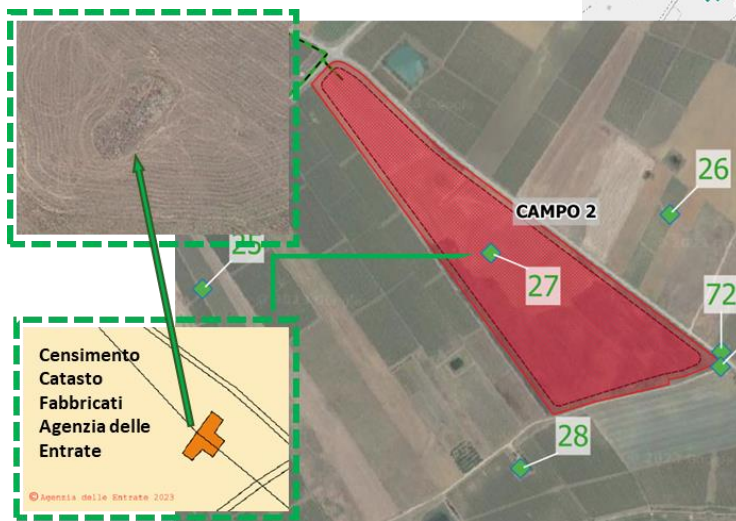 CAMPO 2
26
25
27
72
28
Censimento
Catasto
Fabbricati
Agenzia delle
Entrate
© Agenzia delle Entrate 2023